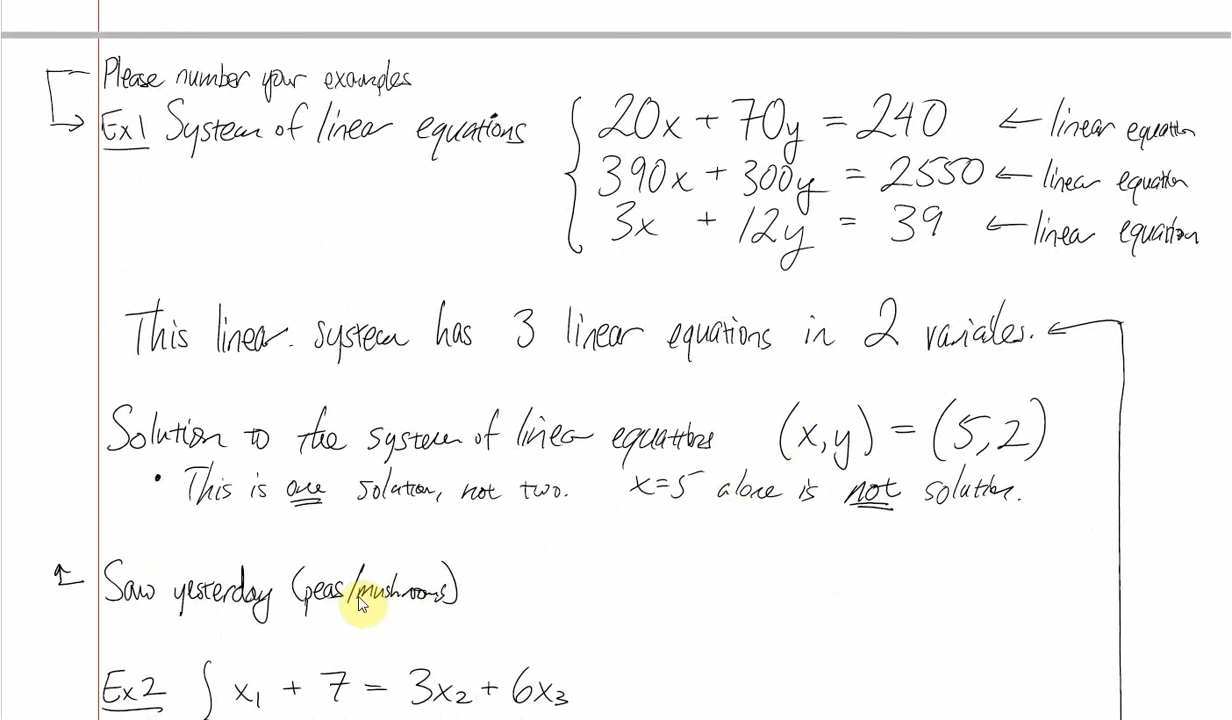 Please number your examples
Ex1 System of linear equations
20x + 70y = 240 ← linear equation
390x + 300y = 2550 ← linear equation
3x + 12y = 39 ← linear equation
This linear system has 3 linear equations in 2 variales.
Solution to the system of linear equations (x,y) = (5,2)
• This is one solution, not two. x=5 alone is not solution.
Saw yesterday (peas/mushrooms)
Ex2 x₁ + 7 = 3x₂ + 6x₃